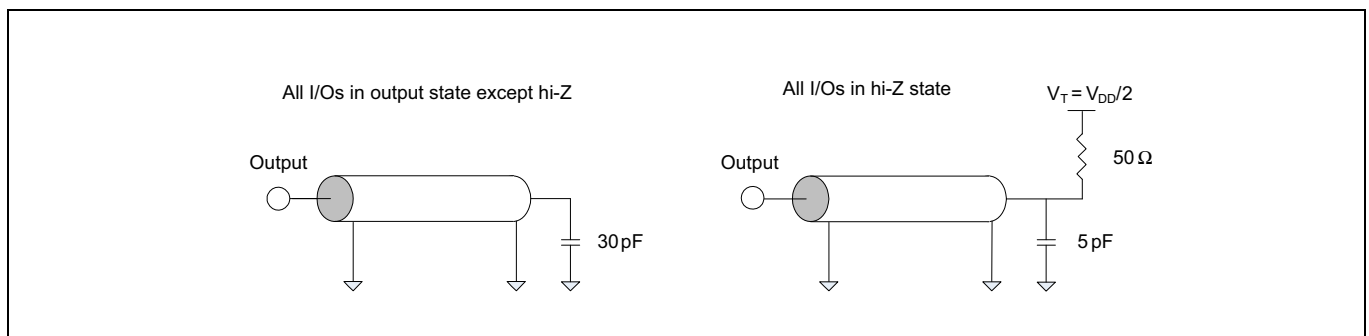 All I/Os in output state except hi-Z
Output
30 pF
All I/Os in hi-Z state
V_T = V_DD/2
Output
50 Ω
5 pF